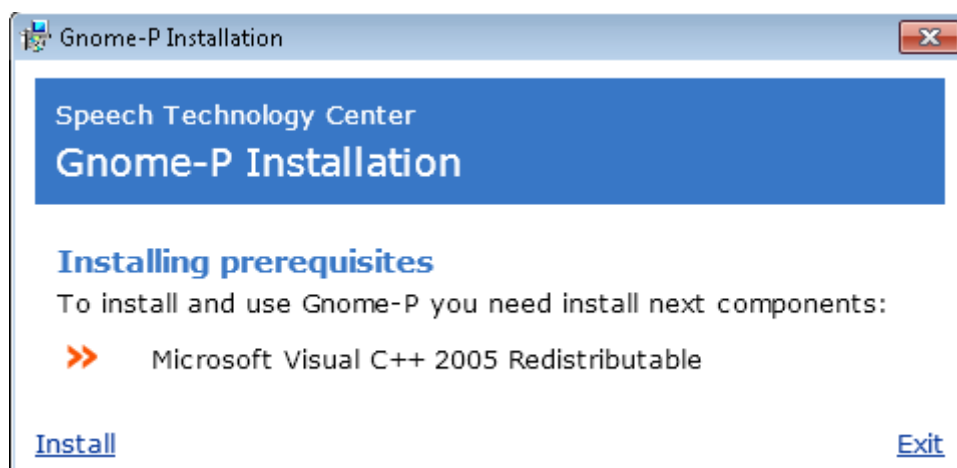 Gnome-P Installation
Speech Technology Center
Gnome-P Installation
Installing prerequisites
To install and use Gnome-P you need install next components:
Microsoft Visual C++ 2005 Redistributable
Install Exit